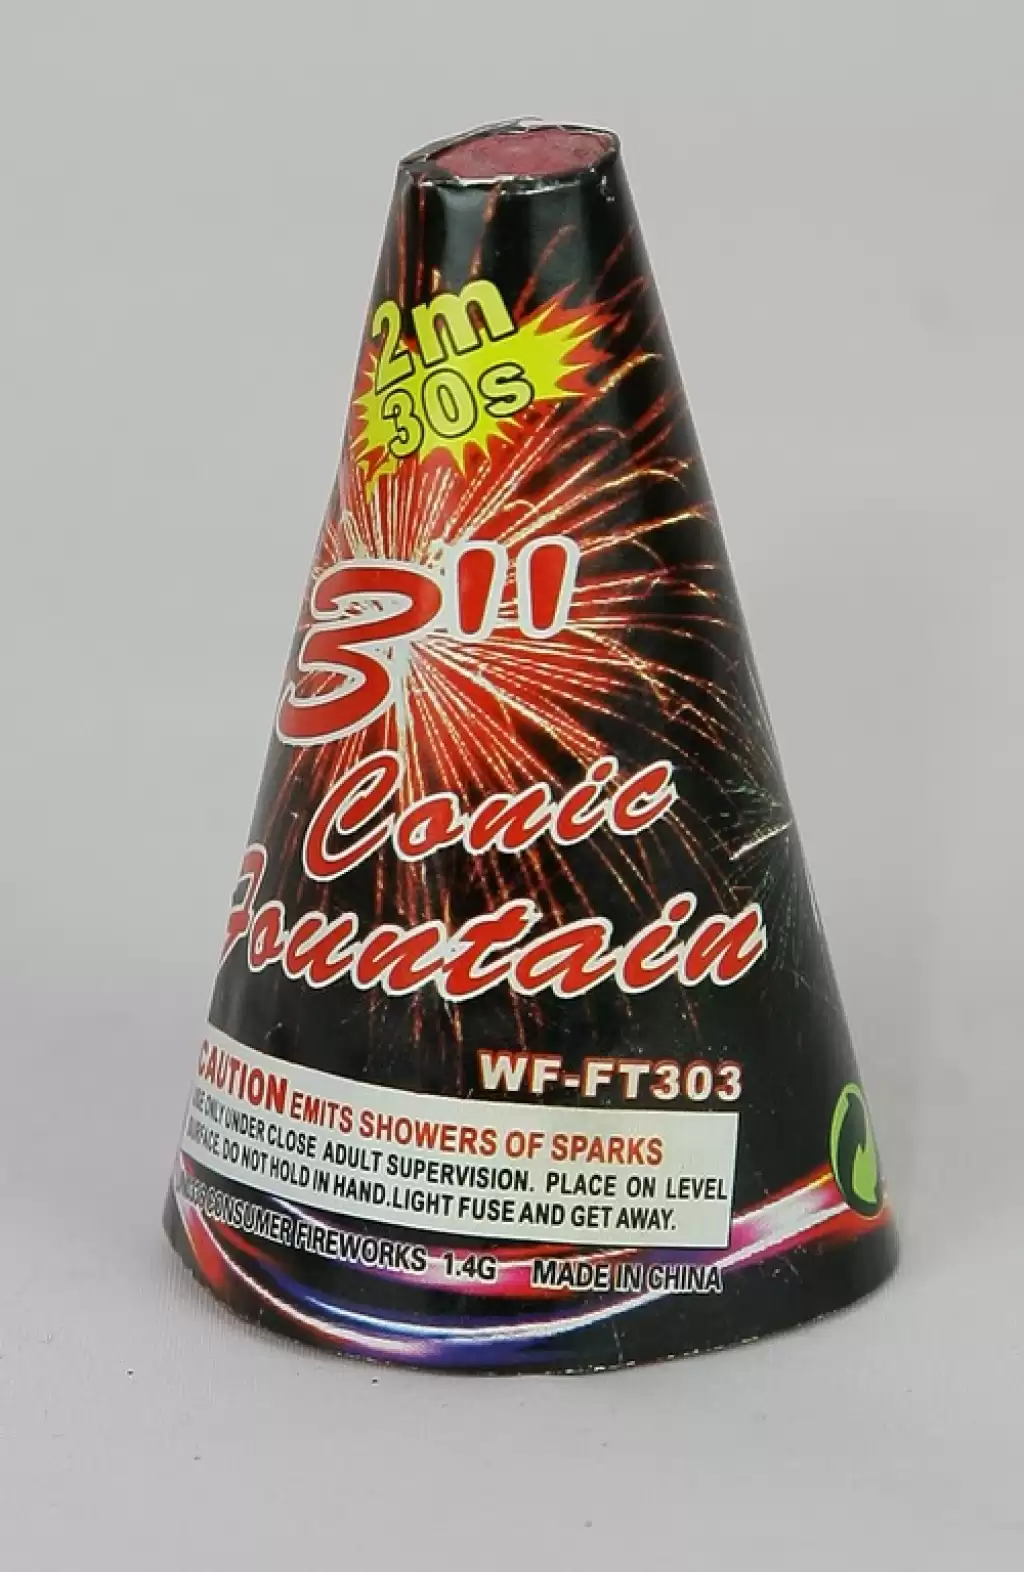 2m
30s
3"
Conic
Fountain
WF-FT303
CAUTION EMITS SHOWERS OF SPARKS
USE ONLY UNDER CLOSE ADULT SUPERVISION. PLACE ON LEVEL
SURFACE. DO NOT HOLD IN HAND. LIGHT FUSE AND GET AWAY.
CONSUMER FIREWORKS 1.4G MADE IN CHINA